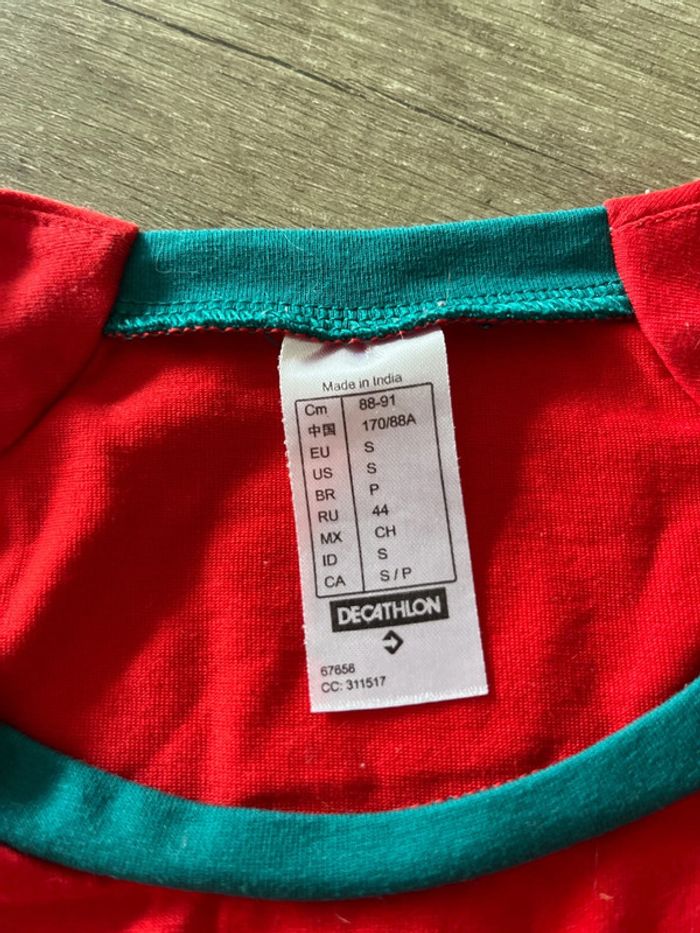 Made in India
Cm 88-91
中国 170/88A
EU S
US S
BR P
RU 44
MX CH
ID S
CA S / P
DECATHLON
67656
CC: 311517